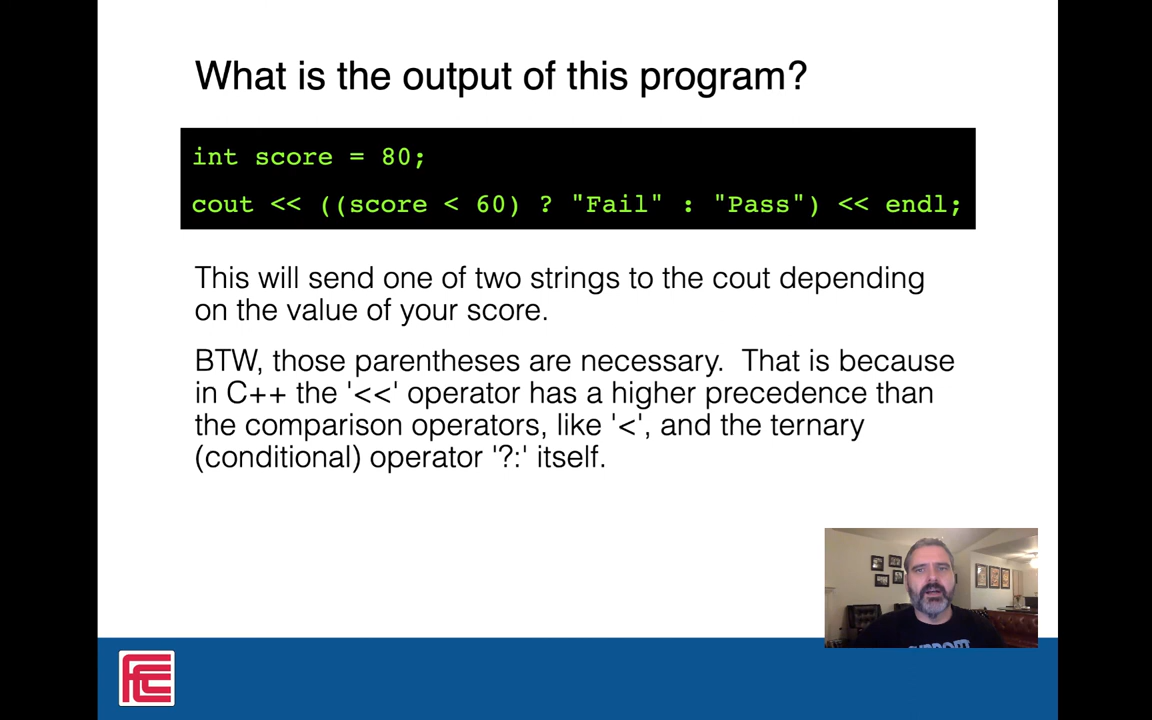 What is the output of this program?
int score = 80;
cout << ((score < 60) ? "Fail" : "Pass") << endl;
This will send one of two strings to the cout depending
on the value of your score.
BTW, those parentheses are necessary.  That is because
in C++ the '<<' operator has a higher precedence than
the comparison operators, like '<', and the ternary
(conditional) operator '?:' itself.
FCC